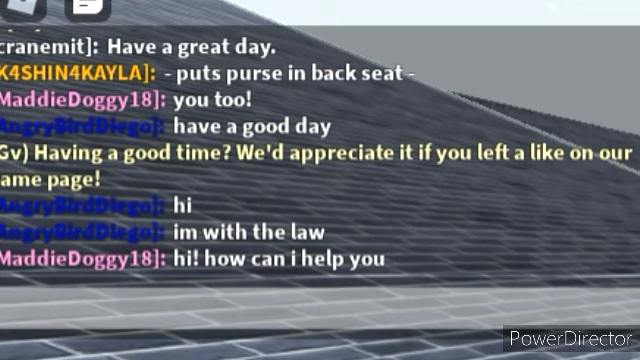 cranemit]: Have a great day.
K4SHIN4KAYLA]: - puts purse in back seat -
MaddieDoggy18]: you too!
AngryBirdDiego]: have a good day
Gv) Having a good time? We'd appreciate it if you left a like on our
ame page!
AngryBirdDiego]: hi
AngryBirdDiego]: im with the law
MaddieDoggy18]: hi! how can i help you
PowerDirector